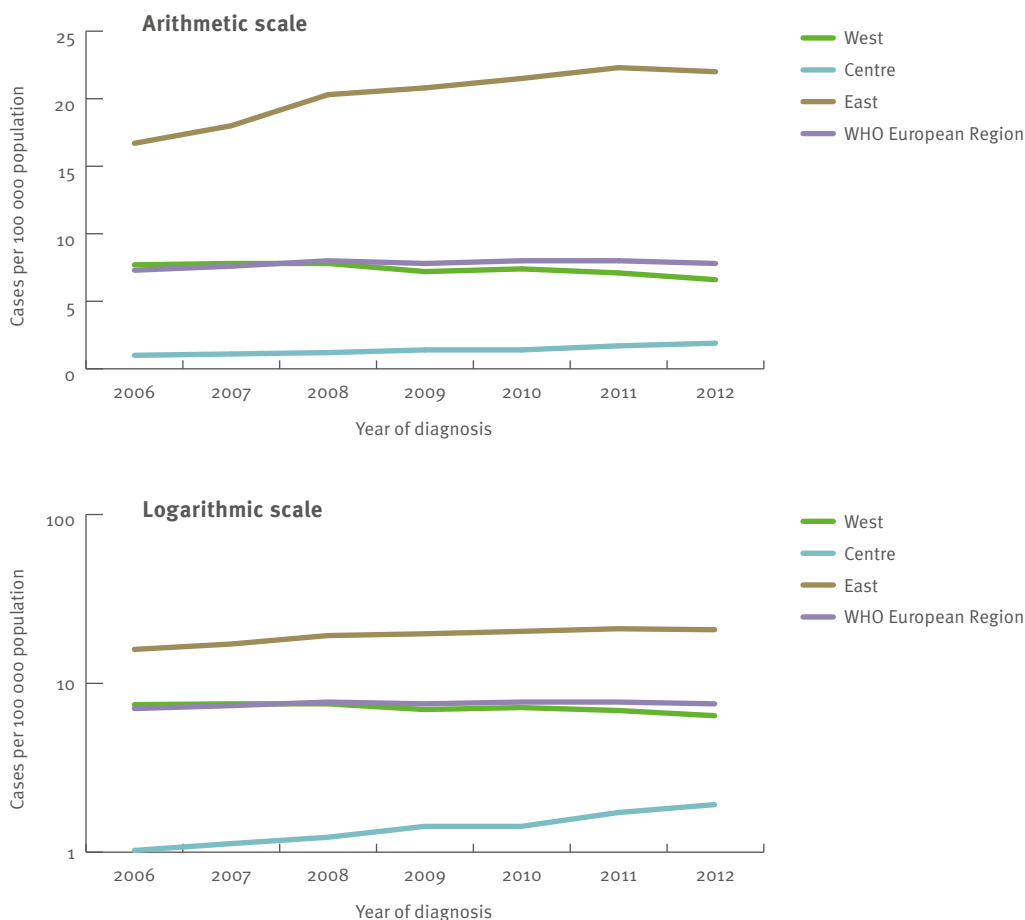 Arithmetic scale
Cases per 100 000 population
25
20
15
10
5
0
2006 2007 2008 2009 2010 2011 2012
Year of diagnosis
West
Centre
East
WHO European Region
Logarithmic scale
Cases per 100 000 population
100
10
1
2006 2007 2008 2009 2010 2011 2012
Year of diagnosis
West
Centre
East
WHO European Region